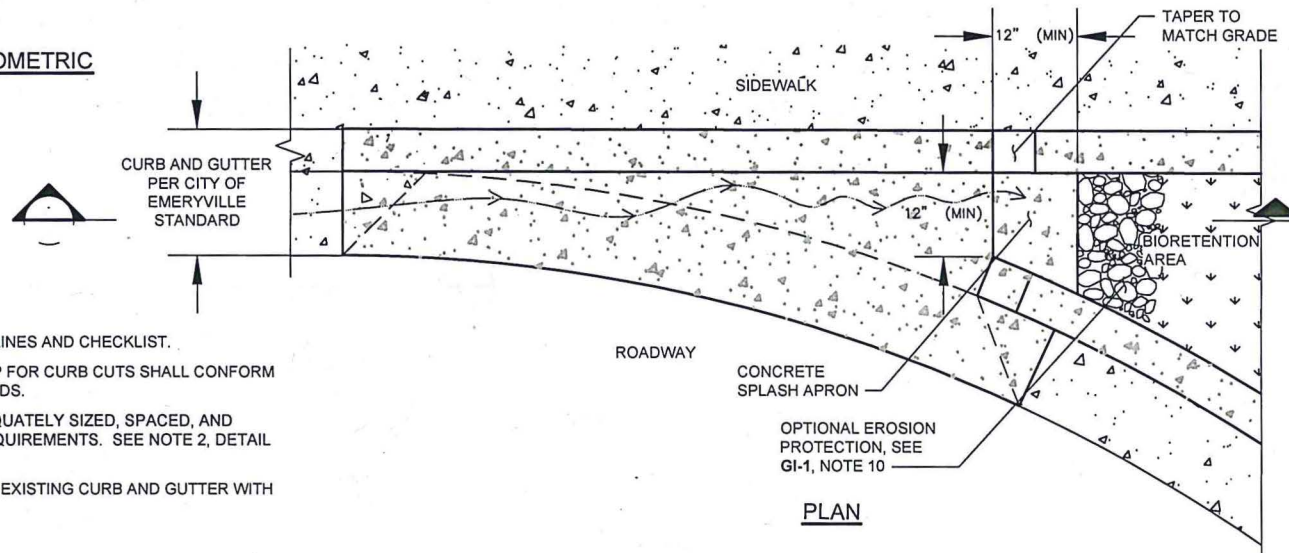 OMETRIC
12" (MIN)
TAPER TO
MATCH GRADE
SIDEWALK
CURB AND GUTTER
PER CITY OF
EMERYVILLE
STANDARD
12" (MIN)
BIORETENTION
AREA
INES AND CHECKLIST.
FOR CURB CUTS SHALL CONFORM
DS.
QUATELY SIZED, SPACED, AND
QUIREMENTS. SEE NOTE 2, DETAIL
EXISTING CURB AND GUTTER WITH
ROADWAY
CONCRETE
SPLASH APRON
OPTIONAL EROSION
PROTECTION, SEE
GI-1, NOTE 10
PLAN